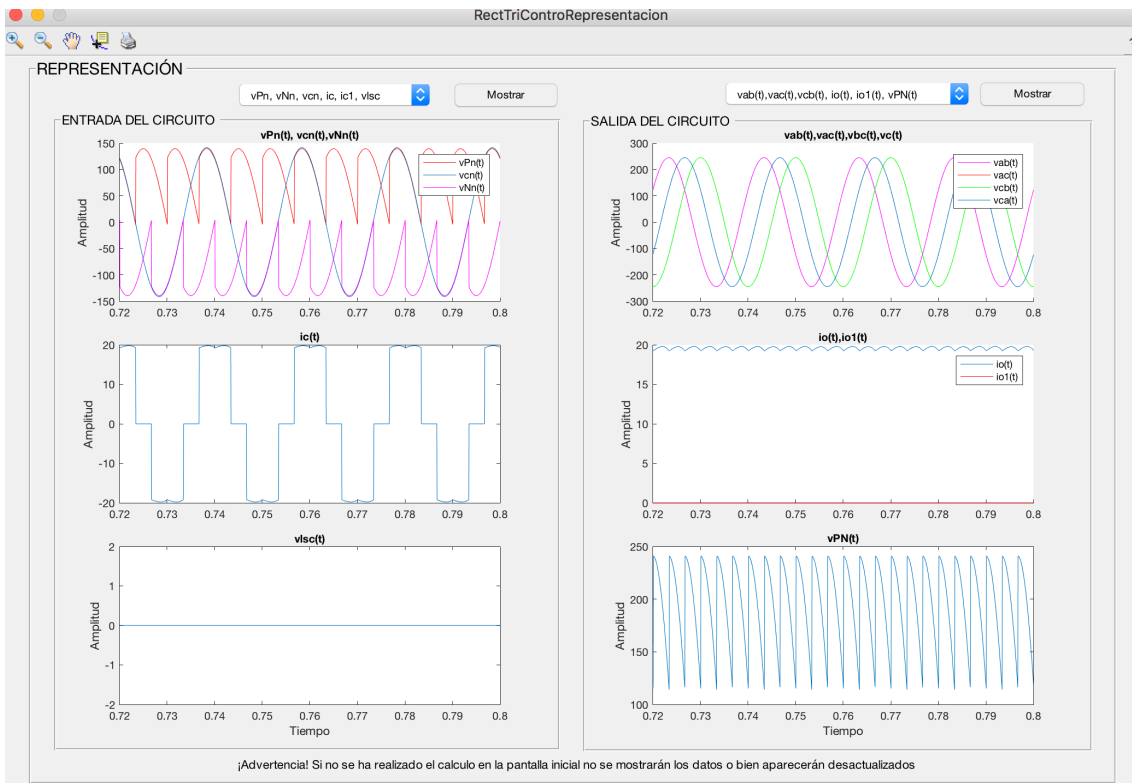 RectTriControRepresentacion
REPRESENTACIÓN
vPn, vNn, vcn, ic, ic1, vlsc
Mostrar
vab(t),vac(t),vcb(t), io(t), io1(t), vPN(t)
Mostrar
ENTRADA DEL CIRCUITO
vPn(t), vcn(t),vNn(t)
150
100
50
0
-50
-100
-150
Amplitud
vPn(t)
vcn(t)
vNn(t)
0.72 0.73 0.74 0.75 0.76 0.77 0.78 0.79 0.8
ic(t)
20
10
0
-10
-20
Amplitud
0.72 0.73 0.74 0.75 0.76 0.77 0.78 0.79 0.8
vlsc(t)
2
1
0
-1
-2
Amplitud
0.72 0.73 0.74 0.75 0.76 0.77 0.78 0.79 0.8
Tiempo
SALIDA DEL CIRCUITO
vab(t),vac(t),vbc(t),vc(t)
300
200
100
0
-100
-200
-300
Amplitud
vab(t)
vac(t)
vcb(t)
vca(t)
0.72 0.73 0.74 0.75 0.76 0.77 0.78 0.79 0.8
io(t),io1(t)
20
15
10
5
0
Amplitud
io(t)
io1(t)
0.72 0.73 0.74 0.75 0.76 0.77 0.78 0.79 0.8
vPN(t)
250
200
150
100
Amplitud
0.72 0.73 0.74 0.75 0.76 0.77 0.78 0.79 0.8
Tiempo
¡Advertencia! Si no se ha realizado el calculo en la pantalla inicial no se mostrarán los datos o bien aparecerán desactualizados